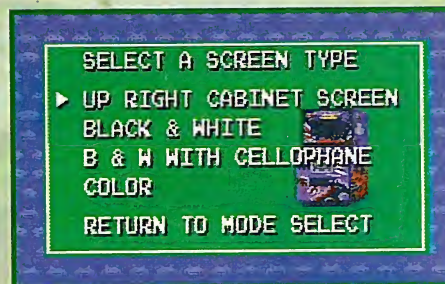 SELECT A SCREEN TYPE
UP RIGHT CABINET SCREEN
BLACK & WHITE
B & W WITH CELLOPHANE
COLOR
RETURN TO MODE SELECT